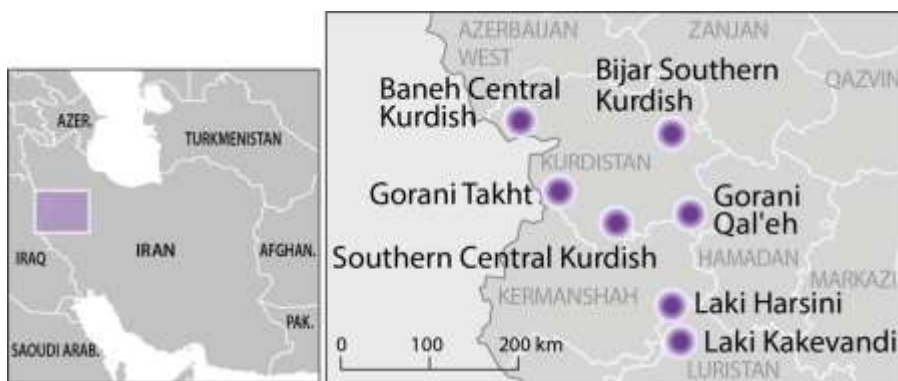 AZER.
TURKMENISTAN
IRAN
IRAQ
AFGHAN.
PAK.
SAOUDI ARAB.
AZERBAIJAN
WEST
ZANJAN
QAZVIN
Baneh Central
Kurdish
Bijar Southern
Kurdish
KURDISTAN
Gorani Takht
Gorani
Qal'eh
Southern Central Kurdish
HAMADAN
MARKAZI
KERMANSHAH
Laki Harsini
Laki Kakevandi
LURISTAN
0 100 200 km